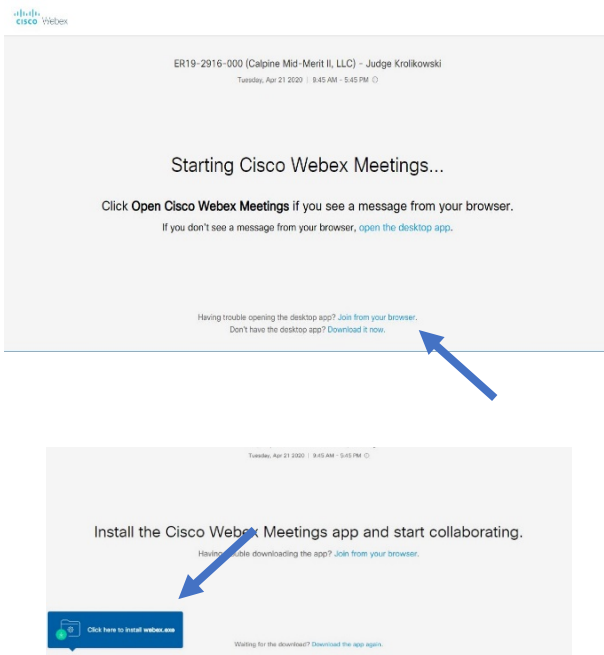 CISCO Webex
ER19-2916-000 (Calpine Mid-Merit II, LLC) - Judge Krolikowski
Tuesday, Apr 21 2020 | 8:45 AM - 5:45 PM
Starting Cisco Webex Meetings...
Click Open Cisco Webex Meetings if you see a message from your browser.
If you don't see a message from your browser, open the desktop app.
Having trouble opening the desktop app? Join from your browser.
Don't have the desktop app? Download it now.
Tuesday, Apr 21 2020 | 9:45 AM - 5:45 PM
Install the Cisco Webex Meetings app and start collaborating.
Having trouble downloading the app? Join from your browser.
Click here to install webex.exe
Waiting for the download? Download the app again.